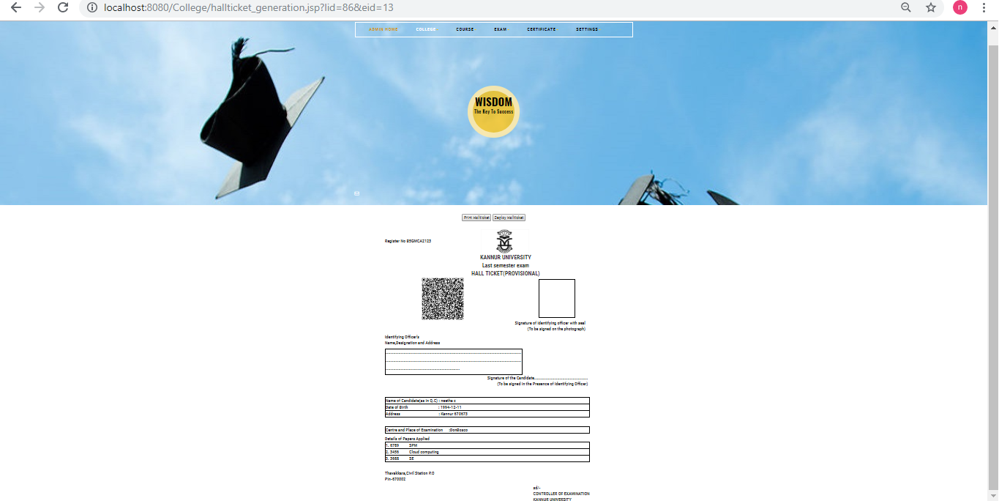 localhost:8080/College/hallticket_generation.jsp?lid=86&eid=13
n
ADMIN HOME COLLEGE COURSE EXAM CERTIFICATE SETTINGS
WISDOM
The Key To Success
Print Hallticket Deploy Hallticket
Register No B5GMCA2123
KANNUR UNIVERSITY
Last semester exam
HALL TICKET(PROVISIONAL)
Signature of Identifying officer with seal
(To be signed on the photograph)
Identifying Officer's
Name,Designation and Address
Signature of the Candidate........................................
(To be signed in the Presence of Identifying Officer)
Name of Candidate(as in Q.C) : neetha c
Date of Birth : 1994-12-11
Address : Kannur 670673
Centre and Place of Examination :DonBosco
Details of Papers Applied
1. 6789 SPM
2. 3456 Cloud computing
3. 3688 SE
Thavakkara,Civil Station P.O
Pin-670002
sd/-
CONTROLLER OF EXAMINATION
KANNUR UNIVERSITY